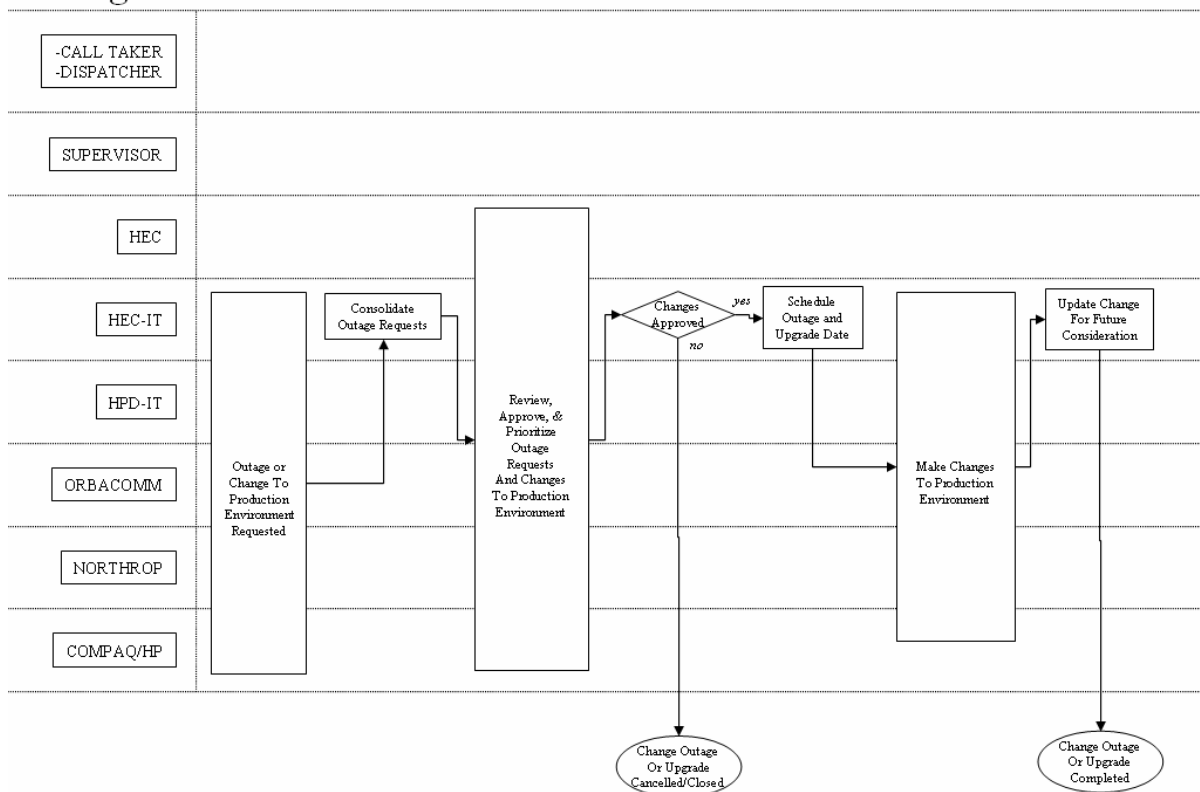 -CALL TAKER
-DISPATCHER
SUPERVISOR
HEC
HEC-IT
HPD-IT
ORBACOMM
NORTHROP
COMPAQ/HP
Outage or
Change To
Production
Environment
Requested
Consolidate
Outage Requests
Review,
Approve, &
Prioritize
Outage
Requests
And Changes
To Production
Environment
Changes
Approved
yes
no
Schedule
Outage and
Upgrade Date
Make Changes
To Production
Environment
Update Change
For Future
Consideration
Change Outage
Or Upgrade
Cancelled/Closed
Change Outage
Or Upgrade
Completed